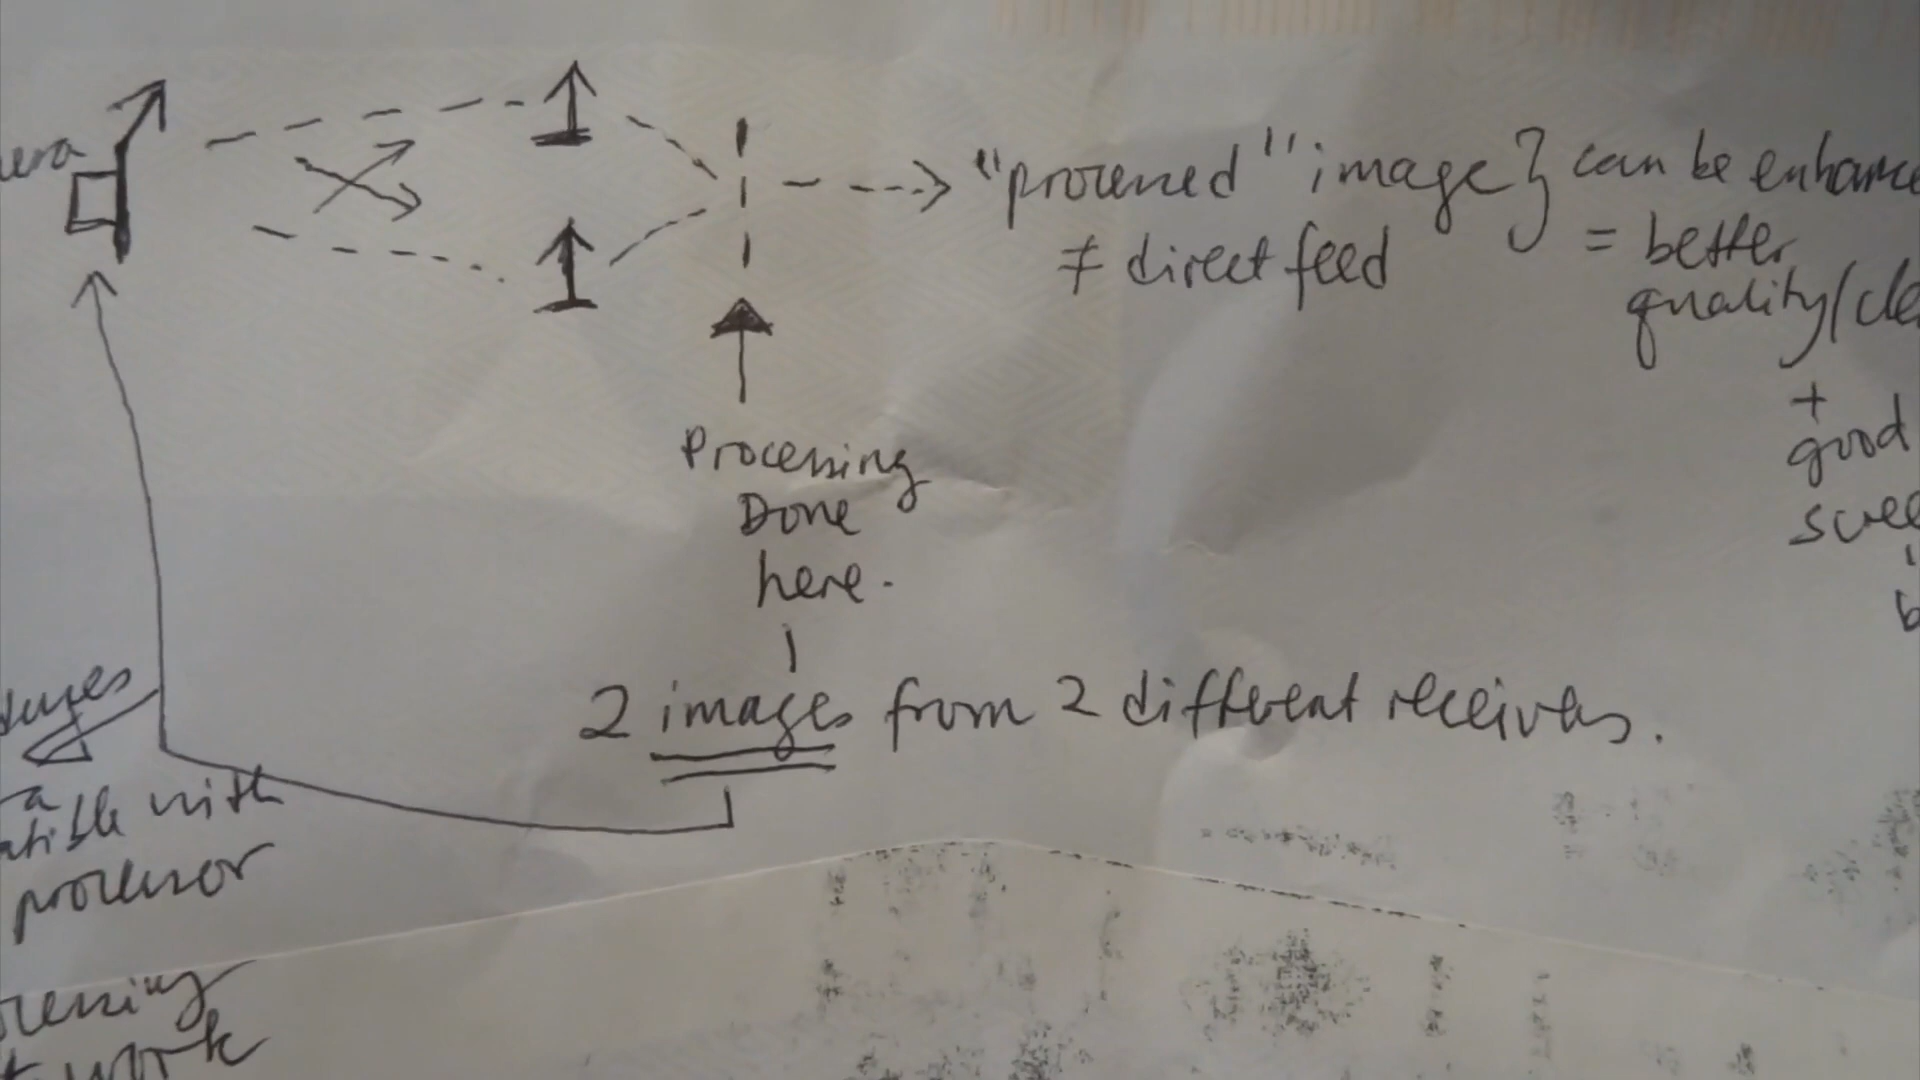 "processed" image} can be
≠ direct feed
= better
quality/
+
good
Processing
Done
here.
2 images from 2 different receivers.
with
processor
work